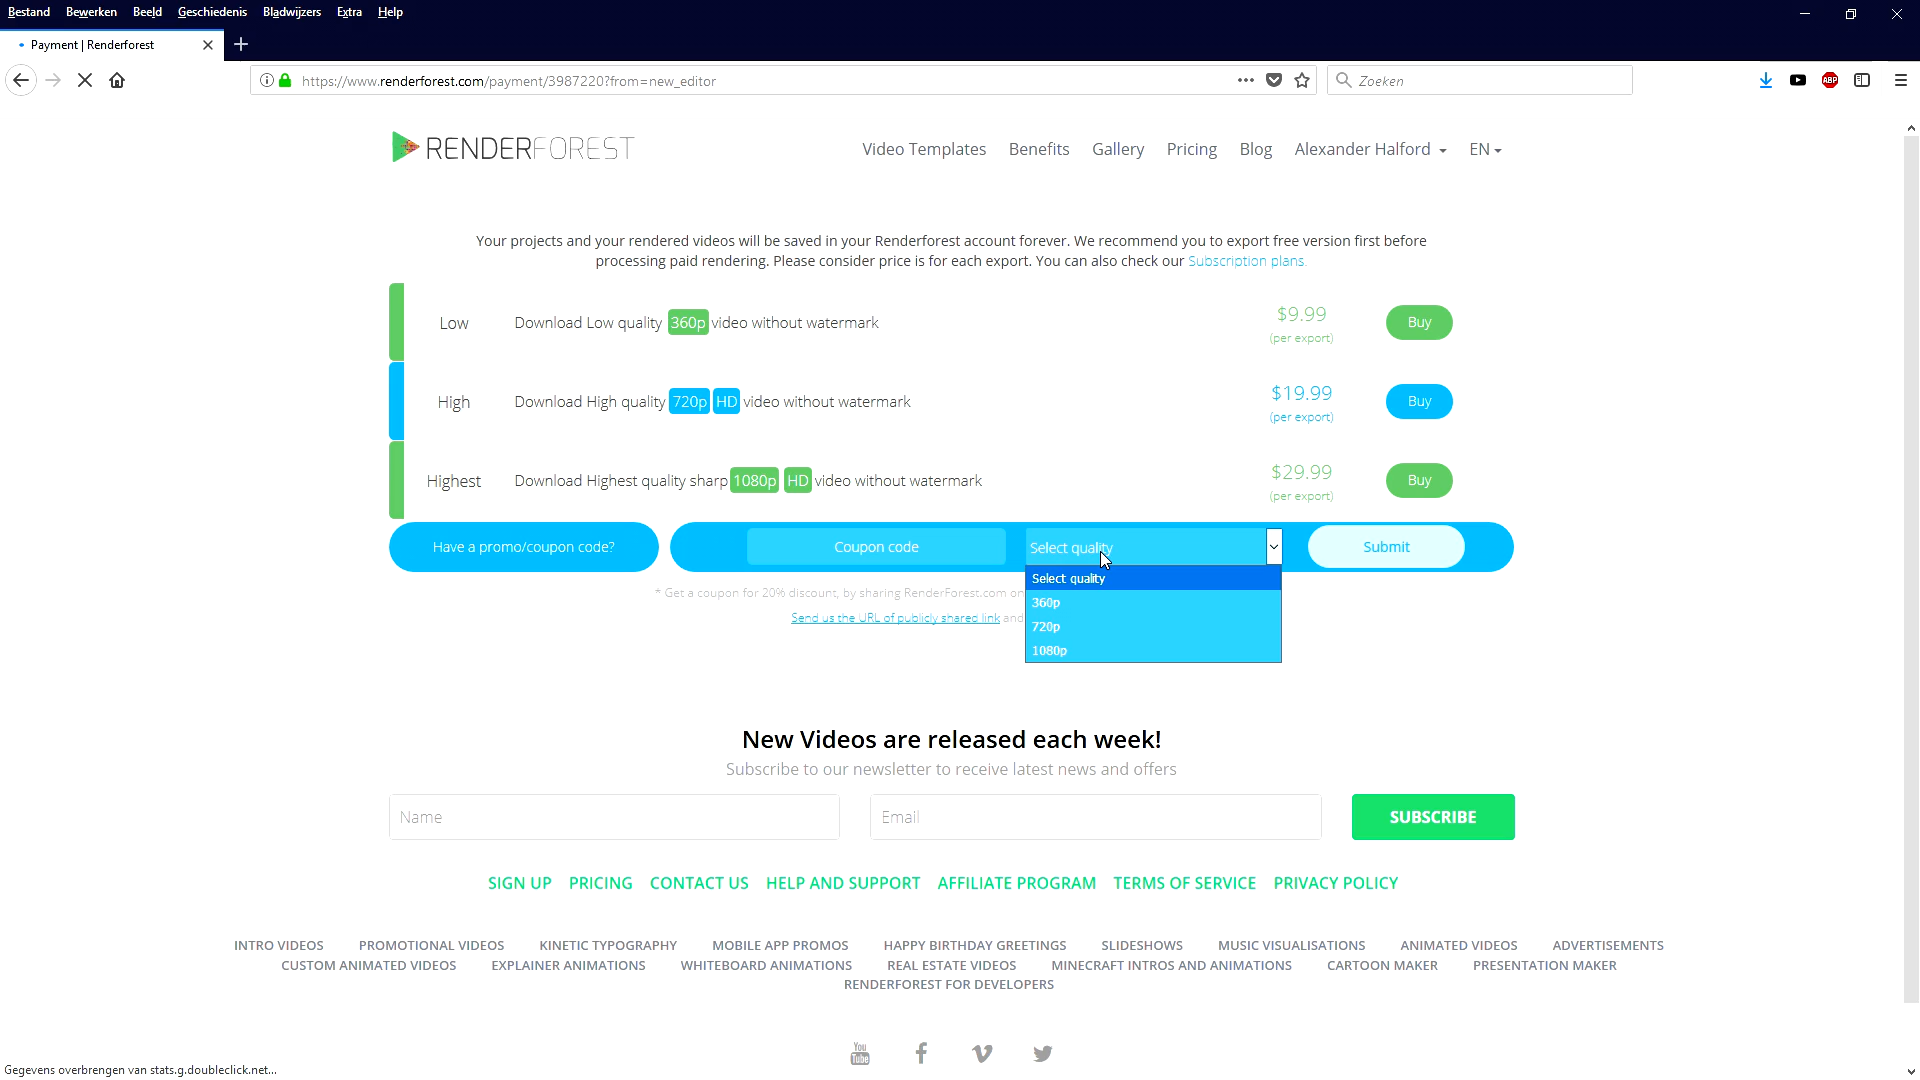 Bestand Bewerken Beeld Geschiedenis Bladwijzers Extra Help
Payment | Renderforest
https://www.renderforest.com/payment/3987220?from=new_editor
Zoeken
ABP
RENDERFOREST
Video Templates Benefits Gallery Pricing Blog Alexander Halford EN
Your projects and your rendered videos will be saved in your Renderforest account forever. We recommend you to export free version first before
processing paid rendering. Please consider price is for each export. You can also check our Subscription plans.
Low Download Low quality 360p video without watermark $9.99 (per export) Buy
High Download High quality 720p HD video without watermark $19.99 (per export) Buy
Highest Download Highest quality sharp 1080p HD video without watermark $29.99 (per export) Buy
Have a promo/coupon code? Coupon code Select quality Submit
Select quality
360p
720p
1080p
* Get a coupon for 20% discount, by sharing RenderForest.com on
Send us the URL of publicly shared link and
New Videos are released each week!
Subscribe to our newsletter to receive latest news and offers
Name Email SUBSCRIBE
SIGN UP PRICING CONTACT US HELP AND SUPPORT AFFILIATE PROGRAM TERMS OF SERVICE PRIVACY POLICY
INTRO VIDEOS PROMOTIONAL VIDEOS KINETIC TYPOGRAPHY MOBILE APP PROMOS HAPPY BIRTHDAY GREETINGS SLIDESHOWS MUSIC VISUALISATIONS ANIMATED VIDEOS ADVERTISEMENTS
CUSTOM ANIMATED VIDEOS EXPLAINER ANIMATIONS WHITEBOARD ANIMATIONS REAL ESTATE VIDEOS MINECRAFT INTROS AND ANIMATIONS CARTOON MAKER PRESENTATION MAKER
RENDERFOREST FOR DEVELOPERS
You Tube
Gegevens overbrengen van stats.g.doubleclick.net...